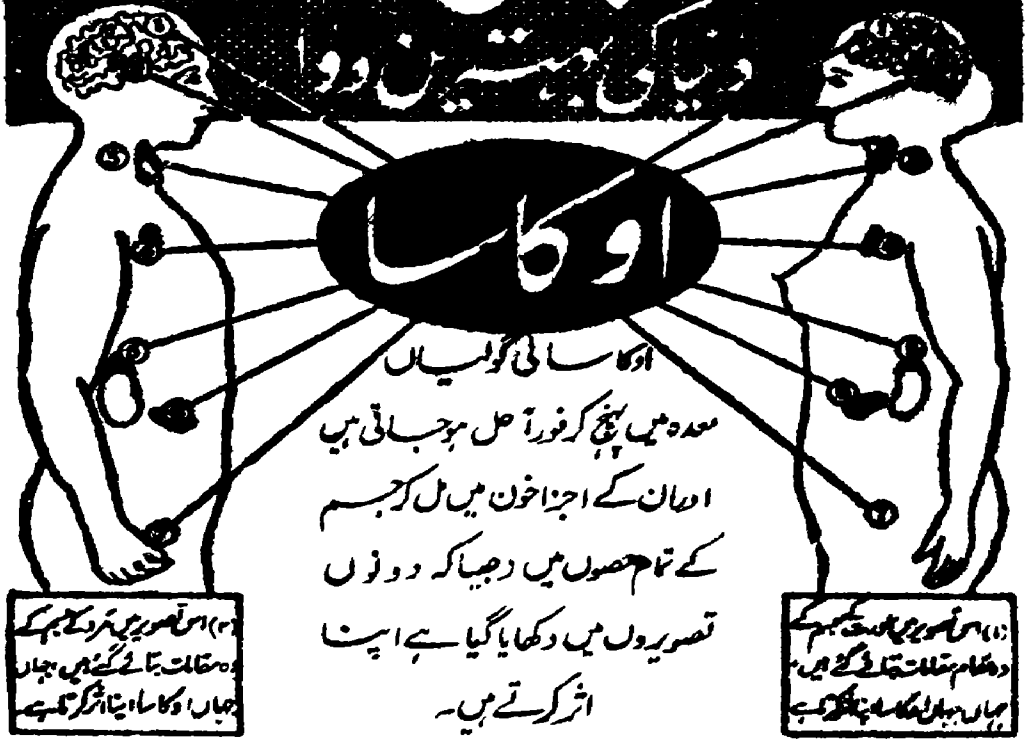 اوکاسا
اوکاسا کی گولیاں
معدہ میں پہنچ کر فوراً حل ہوجاتی ہیں
اوران کے اجزا خون میں مل کر جسم
کے تمام حصوں میں (جیسا کہ دونوں
تصویروں میں دکھایا گیا ہے اپنا
اثر کرتے ہیں۔
(۱) اس تصویر میں عورت کے جسم کے
وہ تمام مقامات بتائے گئے ہیں۔
جہاں جہاں اوکاسا اپنا اثر کرتا ہے
(۲) اس تصویر میں مرد کے جسم کے
وہ مقامات بتائے گئے ہیں، جہاں
جہاں اوکاسا اپنا اثر کرتا ہے۔